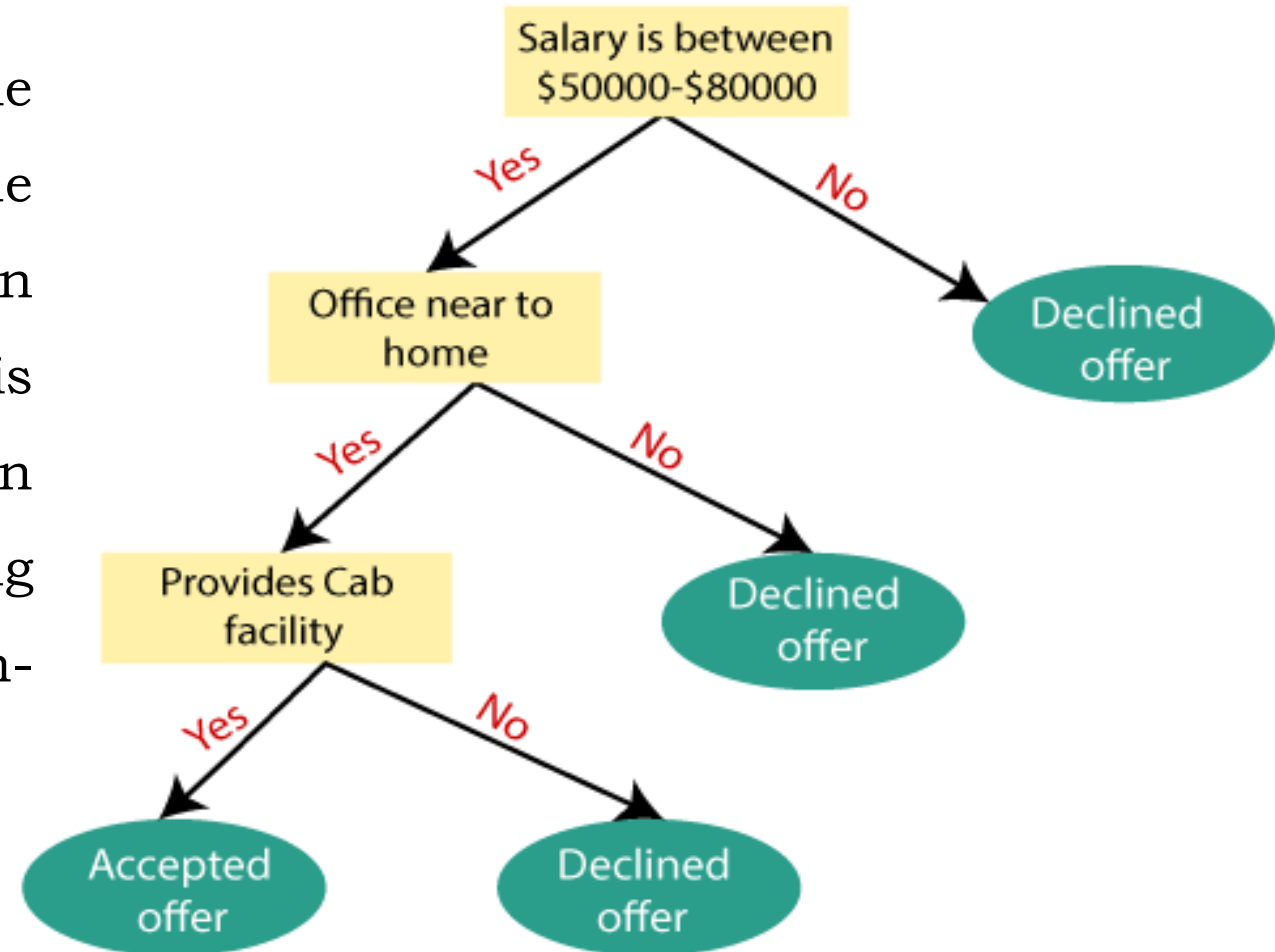 Salary is between
$50000-$80000
Yes
No
Office near to
home
Declined
offer
Yes
No
Provides Cab
facility
Declined
offer
Yes
No
Accepted
offer
Declined
offer
is